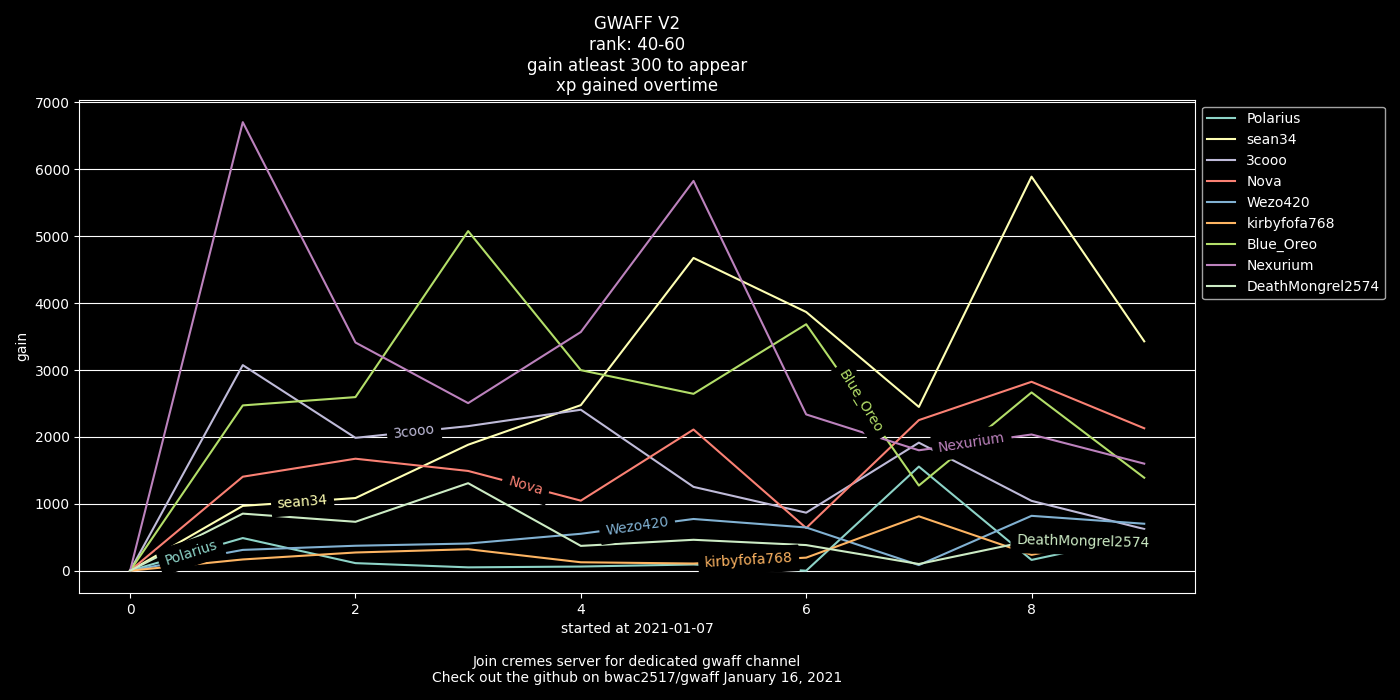 GWAFF V2
rank: 40-60
gain atleast 300 to appear
xp gained overtime
7000
6000
5000
4000
3000
2000
1000
0
gain
0
2
4
6
8
started at 2021-01-07
Polarius
sean34
3cooo
Nova
Wezo420
kirbyfofa768
Blue_Oreo
Nexurium
DeathMongrel2574
Polarius
sean34
3cooo
Nova
Wezo420
kirbyfofa768
Blue_Oreo
Nexurium
DeathMongrel2574
Join cremes server for dedicated gwaff channel
Check out the github on bwac2517/gwaff January 16, 2021